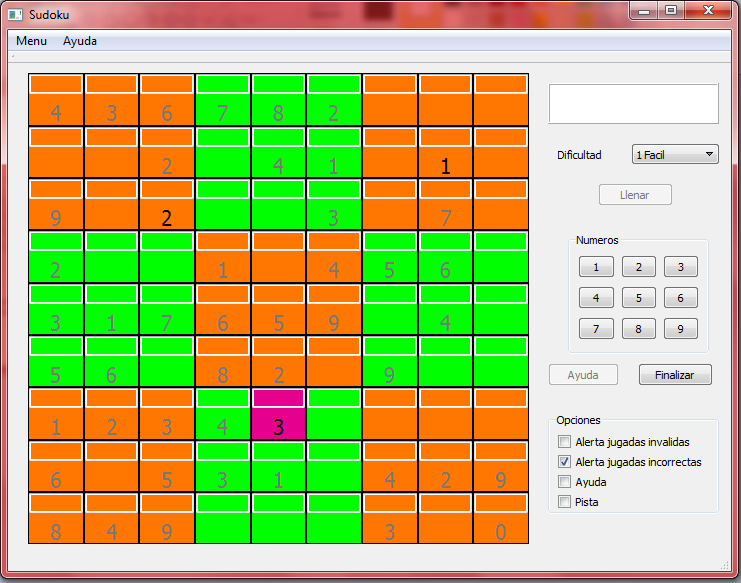 Sudoku
Menu Ayuda
4 3 6 7 8 2
2 4 1 1
9 2 3 7
2 1 4 5 6
3 1 7 6 5 9 4
5 6 8 2 9
1 2 3 4 3
6 5 3 1 4 2 9
8 4 9 3 0
Dificultad 1 Facil
Llenar
Numeros
1 2 3
4 5 6
7 8 9
Ayuda Finalizar
Opciones
Alerta jugadas invalidas
Alerta jugadas incorrectas
Ayuda
Pista